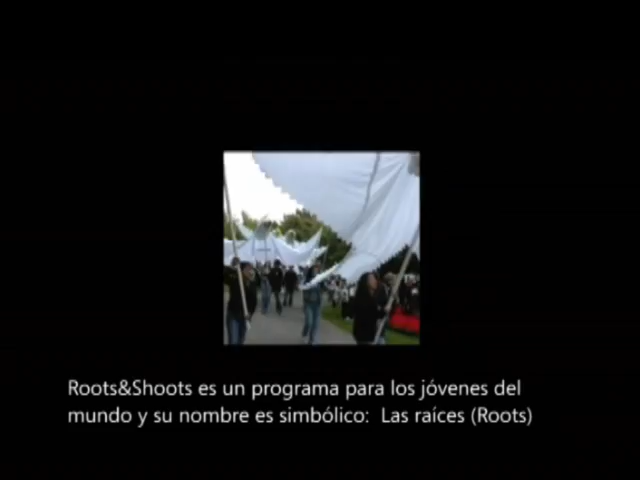 Roots&Shoots es un programa para los jóvenes del
mundo y su nombre es simbólico:  Las raíces (Roots)